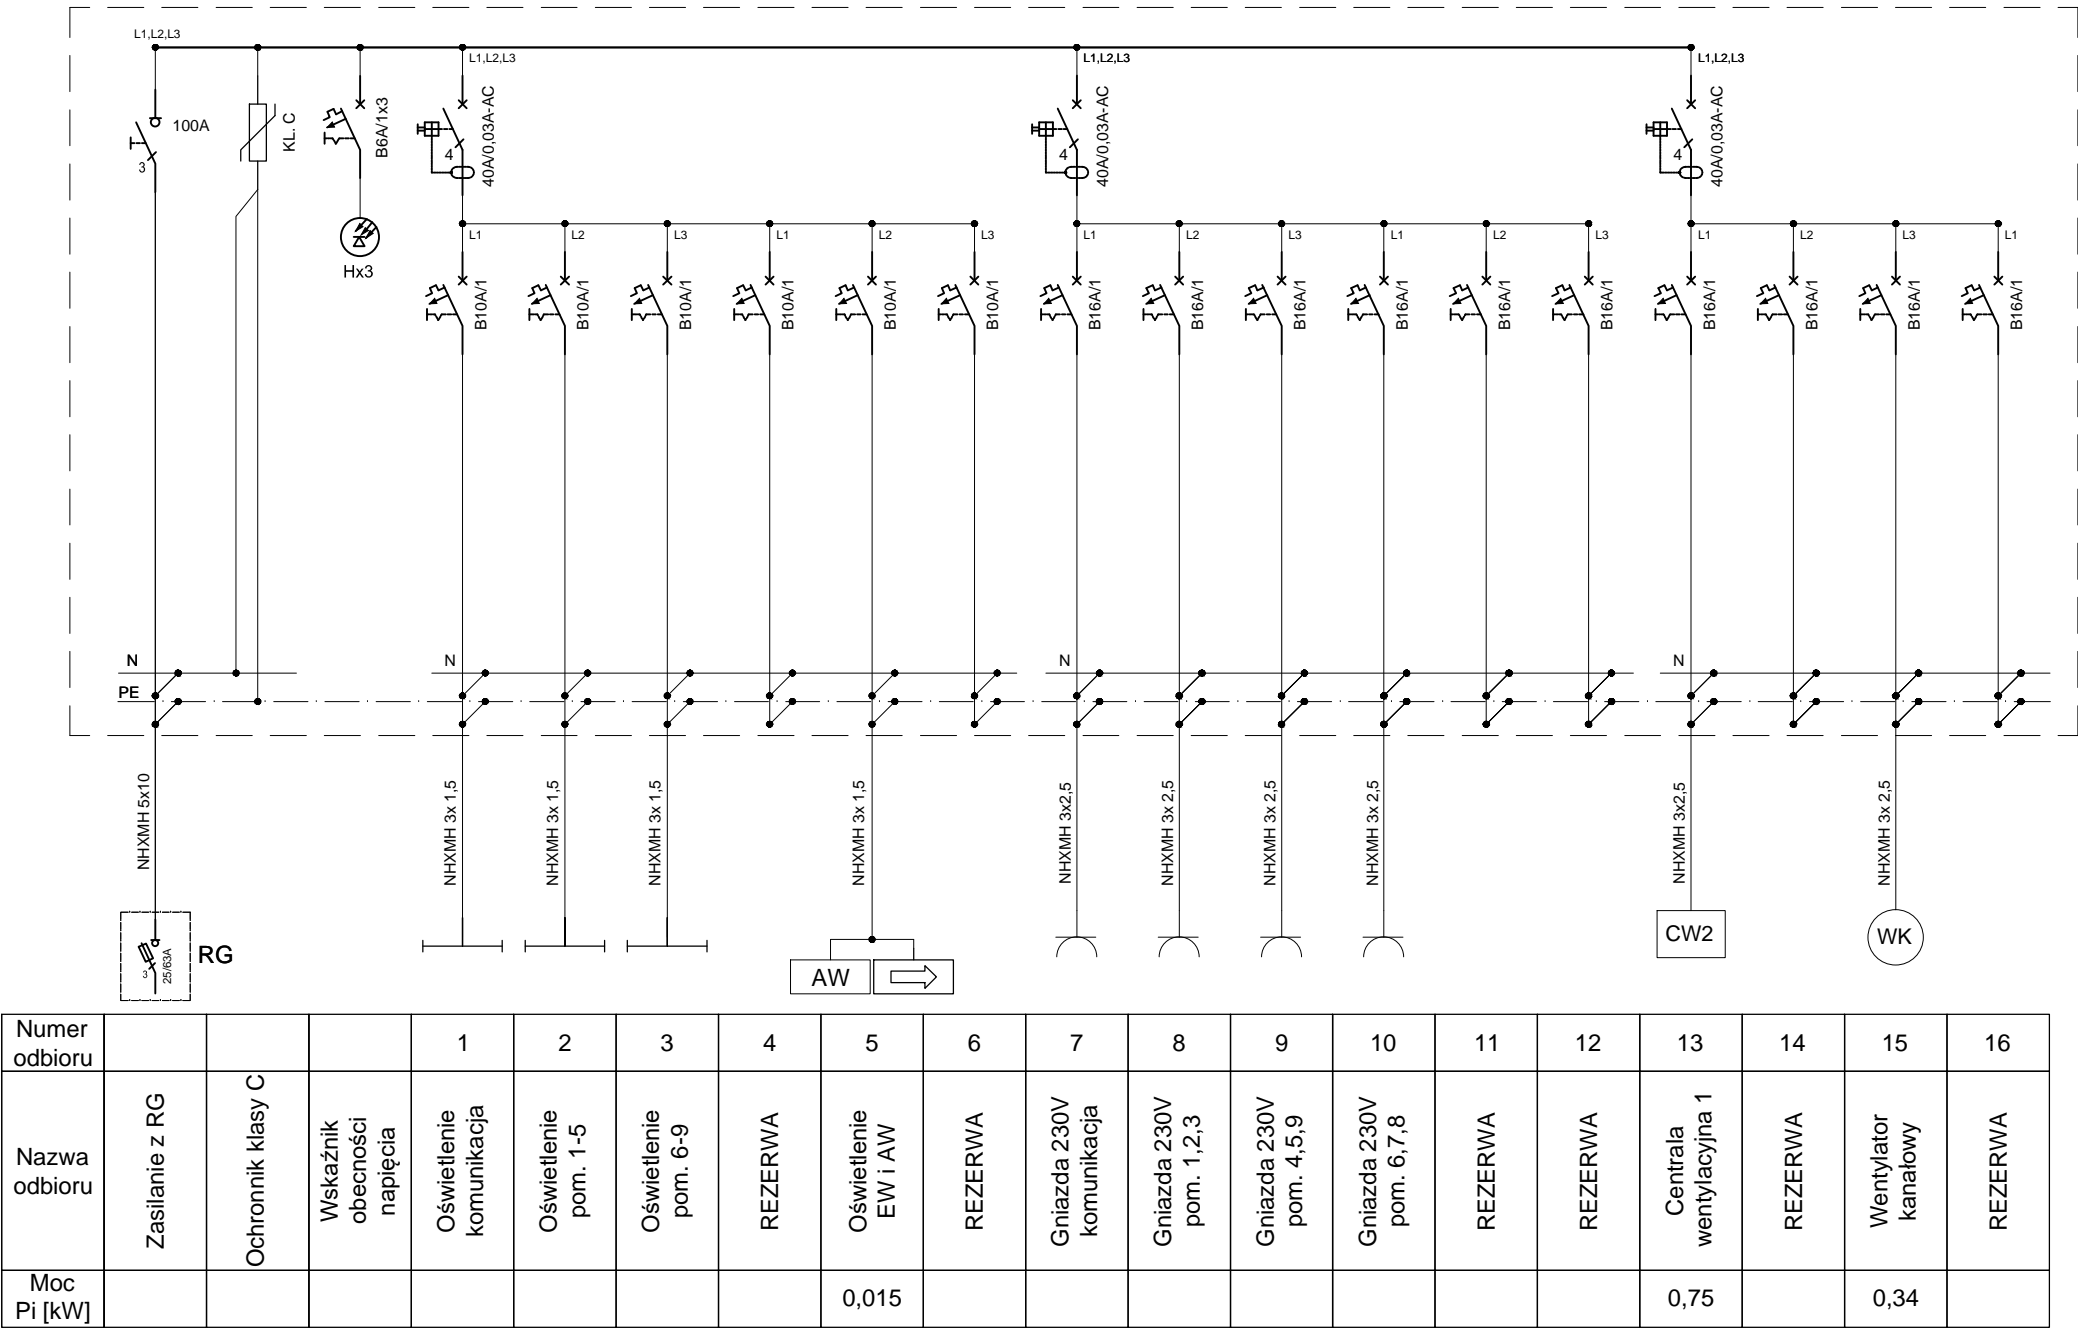 L1,L2,L3
L1,L2,L3
L1,L2,L3
L1,L2,L3
100A
3
KL. C
B6A/1x3
Hx3
4
40A/0,03A-AC
4
40A/0,03A-AC
4
40A/0,03A-AC
L1
L2
L3
L1
L2
L3
L1
L2
L3
L1
L2
L3
L1
L2
L3
L1
B10A/1
B10A/1
B10A/1
B10A/1
B10A/1
B10A/1
B16A/1
B16A/1
B16A/1
B16A/1
B16A/1
B16A/1
B16A/1
B16A/1
B16A/1
B16A/1
N
N
N
N
PE
NHXMH 5x10
NHXMH 3x 1,5
NHXMH 3x 1,5
NHXMH 3x 1,5
NHXMH 3x 1,5
NHXMH 3x2,5
NHXMH 3x 2,5
NHXMH 3x 2,5
NHXMH 3x 2,5
NHXMH 3x2,5
NHXMH 3x 2,5
3
25/63A
RG
AW
CW2
WK
Numer
odbioru
1
2
3
4
5
6
7
8
9
10
11
12
13
14
15
16
Nazwa
odbioru
Zasilanie z RG
Ochronnik klasy C
Wskaźnik
obecności
napięcia
Oświetlenie
komunikacja
Oświetlenie
pom. 1-5
Oświetlenie
pom. 6-9
REZERWA
Oświetlenie
EW i AW
REZERWA
Gniazda 230V
komunikacja
Gniazda 230V
pom. 1,2,3
Gniazda 230V
pom. 4,5,9
Gniazda 230V
pom. 6,7,8
REZERWA
REZERWA
Centrala
wentylacyjna 1
REZERWA
Wentylator
kanałowy
REZERWA
Moc
Pi [kW]
0,015
0,75
0,34